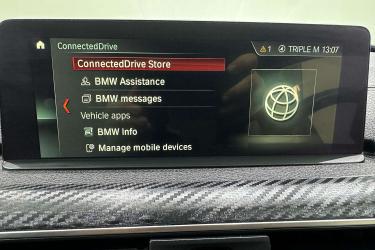 ConnectedDrive
1 TRIPLE M 13:07
ConnectedDrive Store
BMW Assistance
BMW messages
Vehicle apps
BMW Info
Manage mobile devices